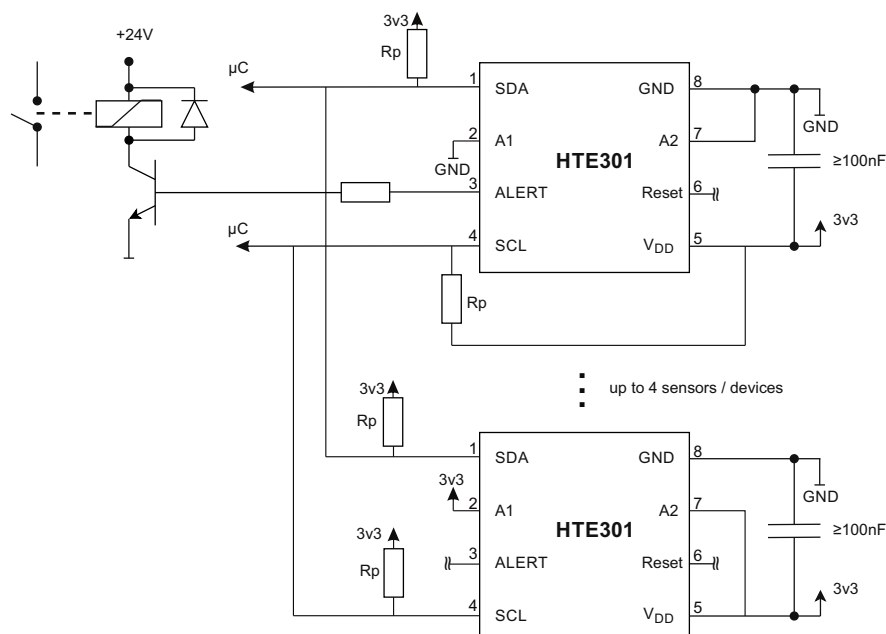 3v3
+24V
Rp
µC
1
SDA
GND
8
GND
2
A1
A2
7
GND
HTE301
≥100nF
3
ALERT
Reset
6
3v3
µC
4
SCL
VDD
5
Rp
up to 4 sensors / devices
3v3
Rp
1
SDA
GND
8
GND
3v3
2
A1
A2
7
HTE301
≥100nF
3v3
3
ALERT
Reset
6
Rp
3v3
4
SCL
VDD
5